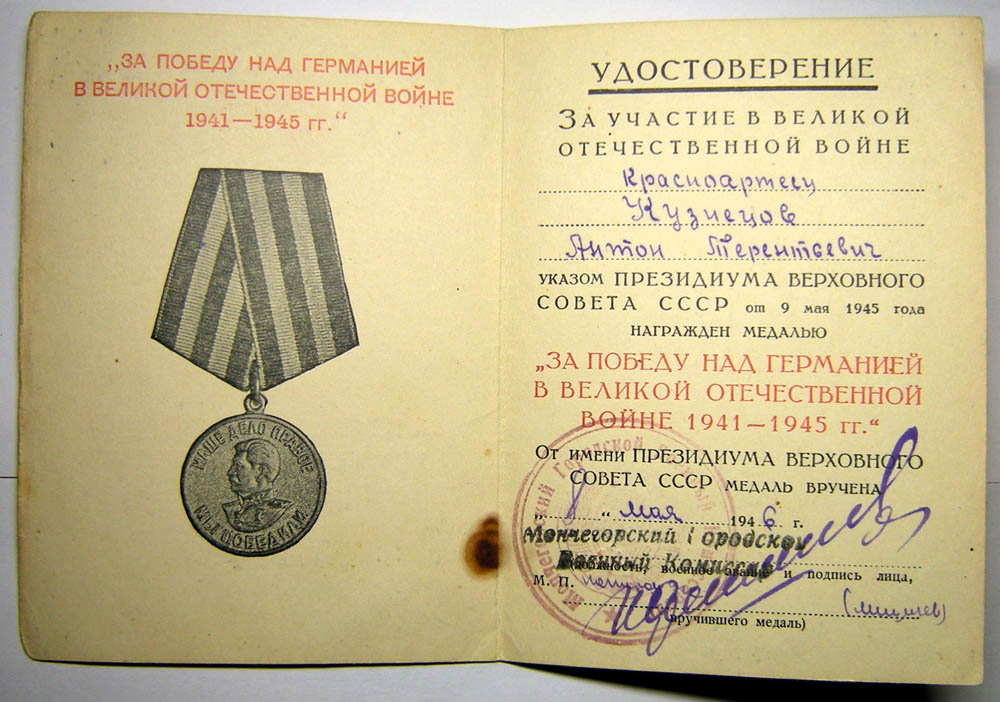 „ЗА ПОБЕДУ НАД ГЕРМАНИЕЙ
В ВЕЛИКОЙ ОТЕЧЕСТВЕННОЙ ВОЙНЕ
1941—1945 гг.“
НАШЕ ДЕЛО ПРАВОЕ
МЫ ПОБЕДИЛИ
УДОСТОВЕРЕНИЕ
ЗА УЧАСТИЕ В ВЕЛИКОЙ
ОТЕЧЕСТВЕННОЙ ВОЙНЕ
Красноартеец
Кузнецов
Антон Терентьевич
УКАЗОМ ПРЕЗИДИУМА ВЕРХОВНОГО
СОВЕТА СССР от 9 мая 1945 года
НАГРАЖДЕН МЕДАЛЬЮ
„ЗА ПОБЕДУ НАД ГЕРМАНИЕЙ
В ВЕЛИКОЙ ОТЕЧЕСТВЕННОЙ
ВОЙНЕ 1941—1945 гг.“
ОТ ИМЕНИ ПРЕЗИДИУМА ВЕРХОВНОГО
СОВЕТА СССР МЕДАЛЬ ВРУЧЕНА
„8“ мая 1946 г.
Мончегорский Городской
Военный Комиссар
(должность, военное звание и подпись лица,
М. П.
вручившего медаль)